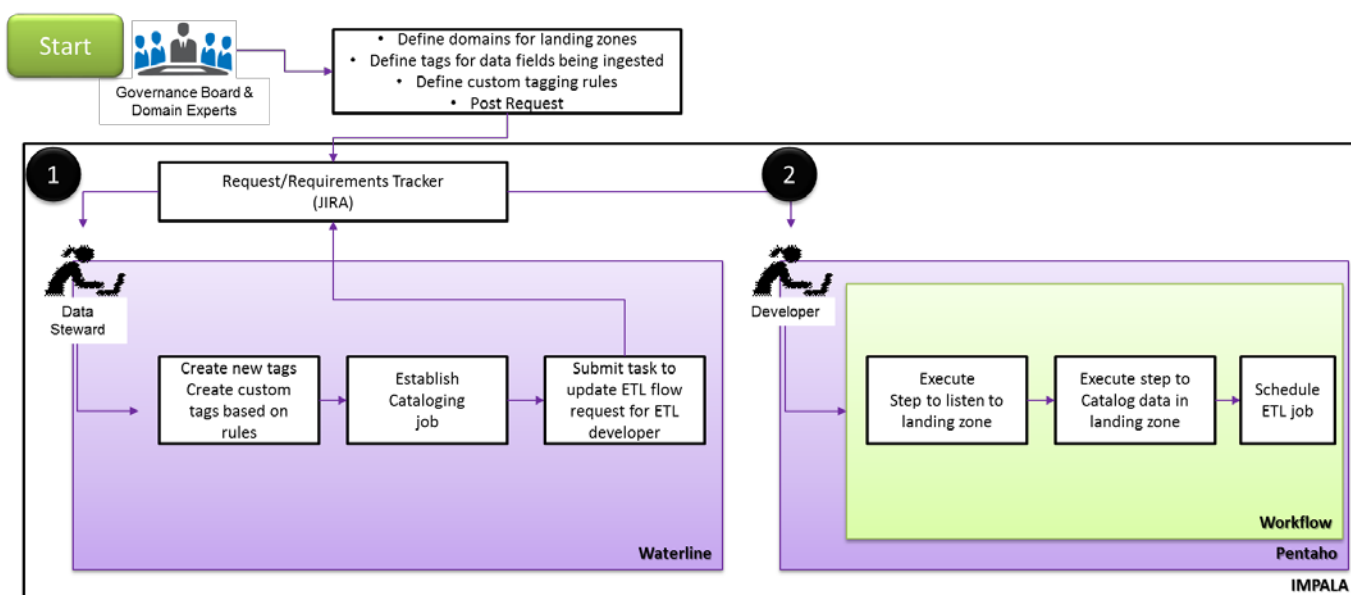 Start
Governance Board &
Domain Experts
• Define domains for landing zones
• Define tags for data fields being ingested
• Define custom tagging rules
• Post Request
1
Request/Requirements Tracker
(JIRA)
2
Data
Steward
Create new tags
Create custom
tags based on
rules
Establish
Cataloging
job
Submit task to
update ETL flow
request for ETL
developer
Waterline
Developer
Execute
Step to listen to
landing zone
Execute step to
Catalog data in
landing zone
Schedule
ETL job
Workflow
Pentaho
IMPALA